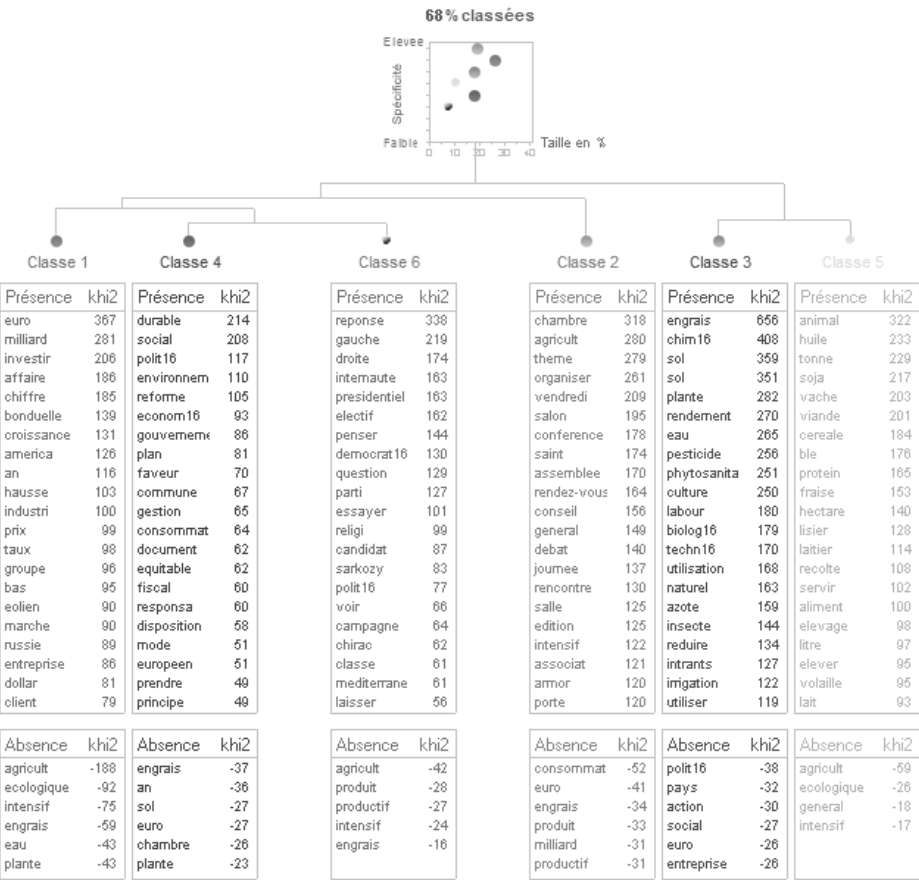 68% classées
Elevee
Spécificité
Faible
0 10 20 30 40
Taille en %
Classe 1 Classe 4 Classe 6 Classe 2 Classe 3 Classe 5
Présence khi2 Présence khi2 Présence khi2 Présence khi2 Présence khi2 Présence khi2
euro 367 durable 214 reponse 338 chambre 318 engrais 656 animal 322
milliard 281 social 208 gauche 219 agricult 280 chim16 408 huile 233
investir 206 polit16 117 droite 174 theme 279 sol 359 tonne 229
affaire 186 environnem 110 internaute 163 organiser 261 sol 351 soja 217
chiffre 185 reforme 105 presidentiel 163 vendredi 209 plante 282 vache 203
bonduelle 139 econom16 93 electif 162 salon 195 rendement 270 viande 201
croissance 131 gouverneme 86 penser 144 conference 178 eau 265 cereale 184
america 126 plan 81 democrat16 130 saint 174 pesticide 256 ble 176
an 116 faveur 70 question 129 assemblee 170 phytosanita 251 protein 165
hausse 103 commune 67 parti 127 rendez-vous 164 culture 250 fraise 153
industri 100 gestion 65 essayer 101 conseil 156 labour 180 hectare 140
prix 99 consommat 64 religi 99 general 149 biolog16 179 lisier 128
taux 98 document 62 candidat 87 debat 140 techn16 170 laitier 114
groupe 96 equitable 62 sarkozy 83 journee 137 utilisation 168 recolte 108
bas 95 fiscal 60 polit16 77 rencontre 130 naturel 163 servir 102
eolien 90 responsa 60 voir 66 salle 125 azote 159 aliment 100
marche 90 disposition 58 campagne 64 edition 125 insecte 144 elevage 98
russie 89 mode 51 chirac 62 intensif 122 reduire 134 litre 97
entreprise 86 europeen 51 classe 61 associat 121 intrants 127 elever 95
dollar 81 prendre 49 mediterrane 61 armor 120 irrigation 122 volaille 95
client 79 principe 49 laisser 56 porte 120 utiliser 119 lait 93
Absence khi2 Absence khi2 Absence khi2 Absence khi2 Absence khi2 Absence khi2
agricult -188 engrais -37 agricult -42 consommat -52 polit16 -38 agricult -59
ecologique -92 an -36 produit -28 euro -41 pays -32 ecologique -26
intensif -75 sol -27 productif -27 engrais -34 action -30 general -18
engrais -59 euro -27 intensif -24 produit -33 social -27 intensif -17
eau -43 chambre -26 engrais -16 milliard -31 euro -26
plante -43 plante -23 productif -31 entreprise -26